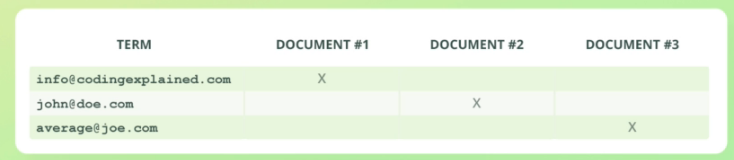 TERM DOCUMENT #1 DOCUMENT #2 DOCUMENT #3
info@codingexplained.com X
john@doe.com X
average@joe.com X